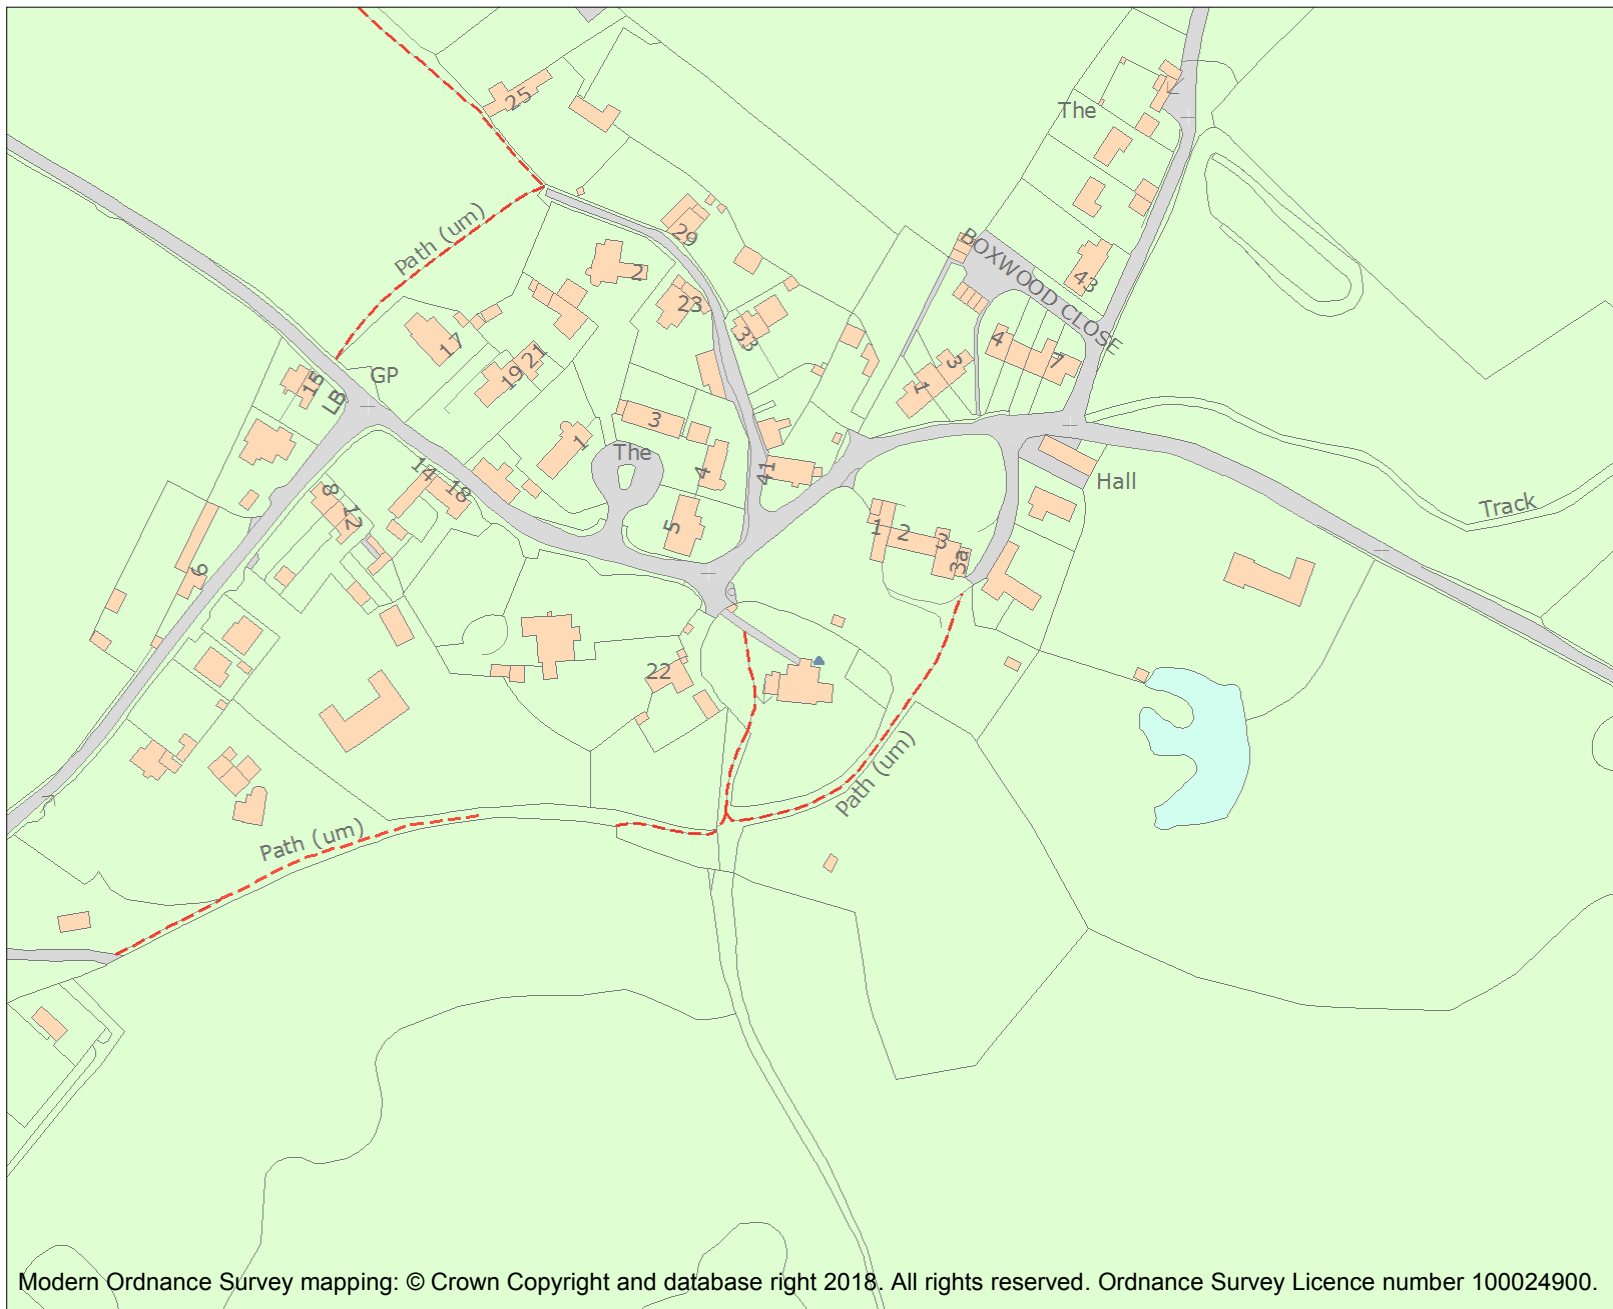 25
The
Path (um)
29
2
BOXWOOD CLOSE
43
23
33
17
4
7
21
3
19
1
GP
15
LB
3
1
The
14
18
4
41
Hall
8
12
5
1
2
3
3a
Track
9
22
Path (um)
Path (um)
Modern Ordnance Survey mapping: © Crown Copyright and database right 2018. All rights reserved. Ordnance Survey Licence number 100024900.